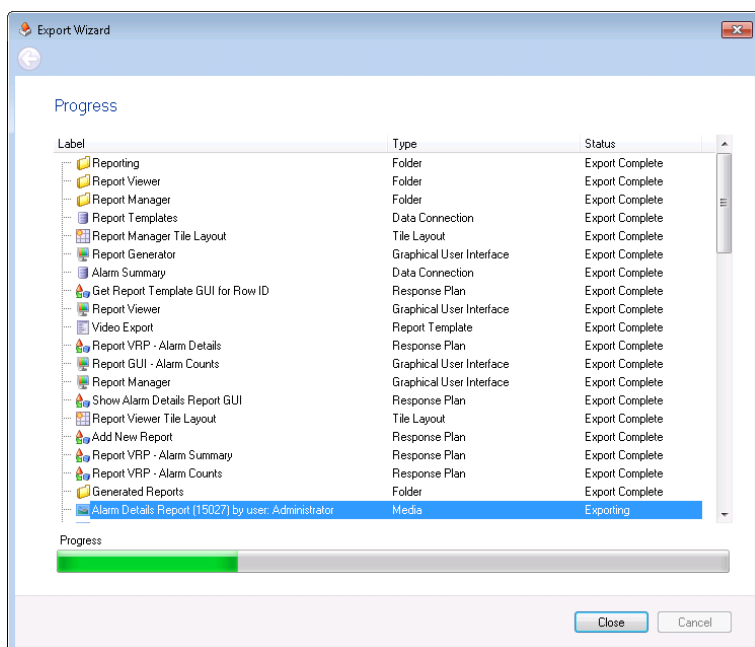 Export Wizard
Progress
Label Type Status
Reporting Folder Export Complete
Report Viewer Folder Export Complete
Report Manager Folder Export Complete
Report Templates Data Connection Export Complete
Report Manager Tile Layout Tile Layout Export Complete
Report Generator Graphical User Interface Export Complete
Alarm Summary Data Connection Export Complete
Get Report Template GUI for Row ID Response Plan Export Complete
Report Viewer Graphical User Interface Export Complete
Video Export Report Template Export Complete
Report VRP - Alarm Details Response Plan Export Complete
Report GUI - Alarm Counts Graphical User Interface Export Complete
Report Manager Graphical User Interface Export Complete
Show Alarm Details Report GUI Response Plan Export Complete
Report Viewer Tile Layout Tile Layout Export Complete
Add New Report Response Plan Export Complete
Report VRP - Alarm Summary Response Plan Export Complete
Report VRP - Alarm Counts Response Plan Export Complete
Generated Reports Folder Export Complete
Alarm Details Report (15027) by user: Administrator Media Exporting
Progress
Close Cancel